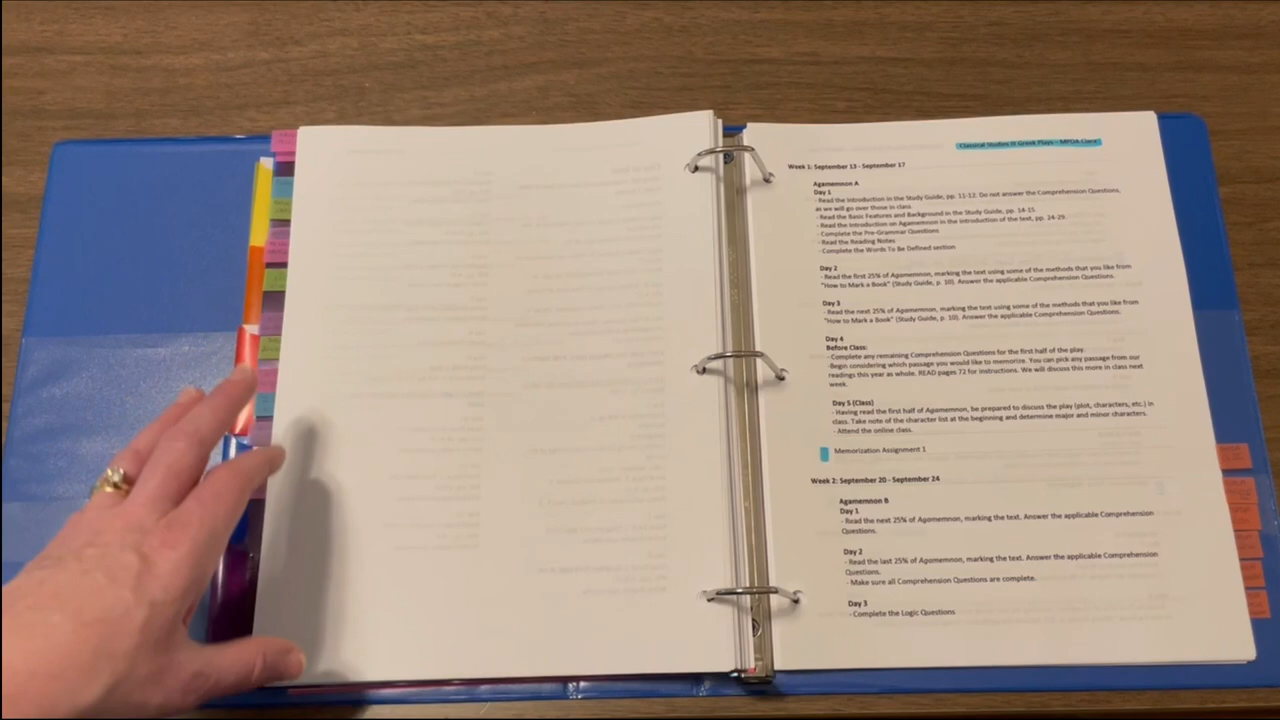 Classical Studies II Greek Plays – MPOA Class
Week 1: September 13 - September 17
Agamemnon A
Day 1
- Read the Introduction in the Study Guide, pp. 11-12. Do not answer the Comprehension Questions,
as we will go over those in class.
- Read the Basic Features and Background in the Study Guide, pp. 14-15.
- Read the Introduction on Agamemnon in the introduction of the text, pp. 24-29.
- Complete the Pre-Grammar Questions
- Read the Reading Notes
- Complete the Words To Be Defined section
Day 2
- Read the first 25% of Agamemnon, marking the text using some of the methods that you like from
"How to Mark a Book" (Study Guide, p. 10). Answer the applicable Comprehension Questions.
Day 3
- Read the next 25% of Agamemnon, marking the text using some of the methods that you like from
"How to Mark a Book" (Study Guide, p. 10). Answer the applicable Comprehension Questions.
Day 4
Before Class:
- Complete any remaining Comprehension Questions for the first half of the play.
-Begin considering which passage you would like to memorize. You can pick any passage from our
readings this year as whole. READ pages 72 for instructions. We will discuss this more in class next
week.
Day 5 (Class)
- Having read the first half of Agamemnon, be prepared to discuss the play (plot, characters, etc.) in
class. Take note of the character list at the beginning and determine major and minor characters.
- Attend the online class.
Memorization Assignment 1
Week 2: September 20 - September 24
Agamemnon B
Day 1
- Read the next 25% of Agamemnon, marking the text. Answer the applicable Comprehension
Questions.
Day 2
- Read the last 25% of Agamemnon, marking the text. Answer the applicable Comprehension
Questions.
- Make sure all Comprehension Questions are complete.
Day 3
- Complete the Logic Questions